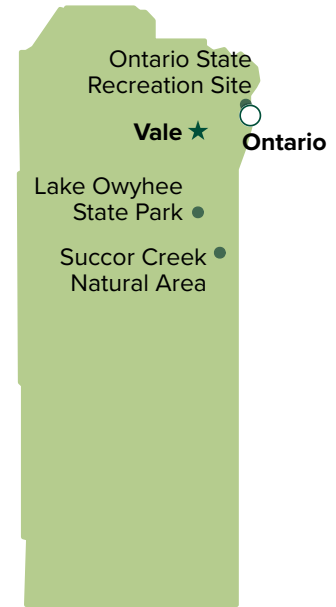 Ontario State
Recreation Site
Vale
Ontario
Lake Owyhee
State Park
Succor Creek
Natural Area